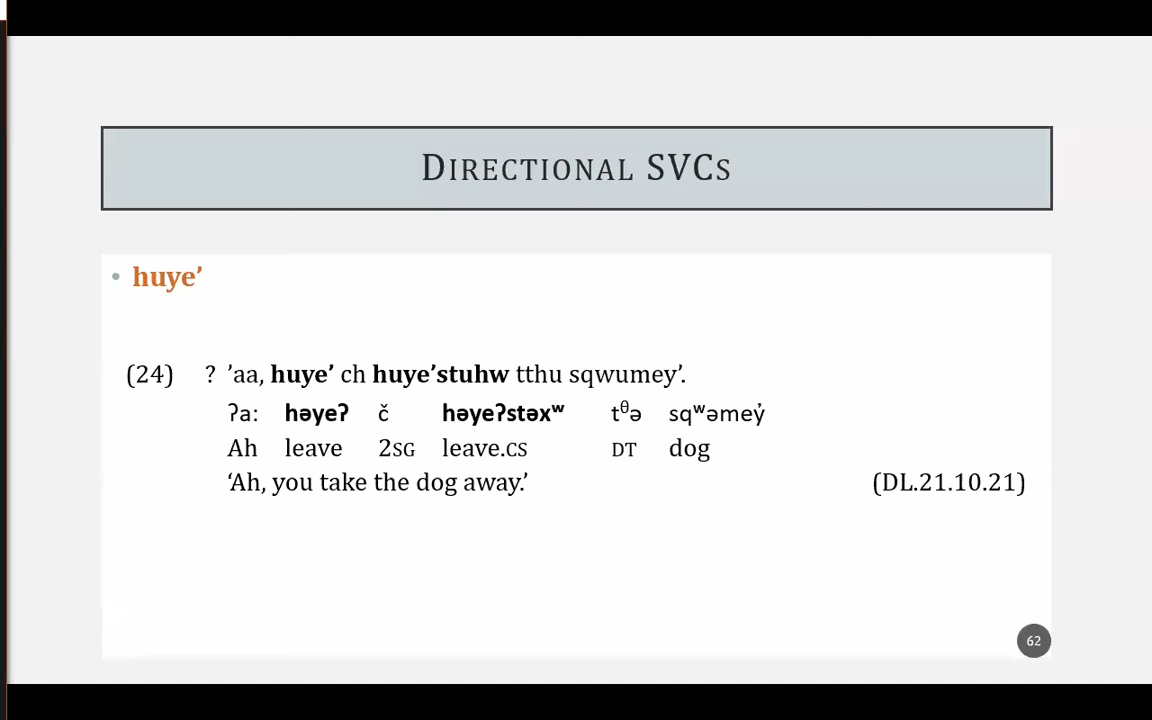 DIRECTIONAL SVCS
• huye’
(24) ? ’aa, huye’ ch huye’stuhw tthu sqwumey’.
ʔa: həyeʔ č həyeʔstəxʷ tᶿə sqʷəmey̓
Ah leave 2SG leave.CS DT dog
‘Ah, you take the dog away.’ (DL.21.10.21)
62